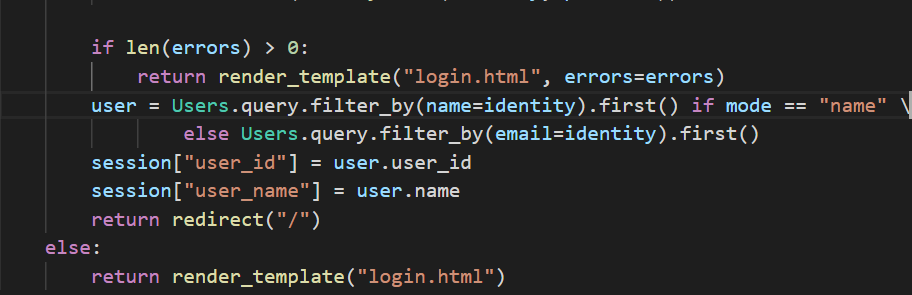 if len(errors) > 0:
return render_template("login.html", errors=errors)
user = Users.query.filter_by(name=identity).first() if mode == "name" \
else Users.query.filter_by(email=identity).first()
session["user_id"] = user.user_id
session["user_name"] = user.name
return redirect("/")
else:
return render_template("login.html")